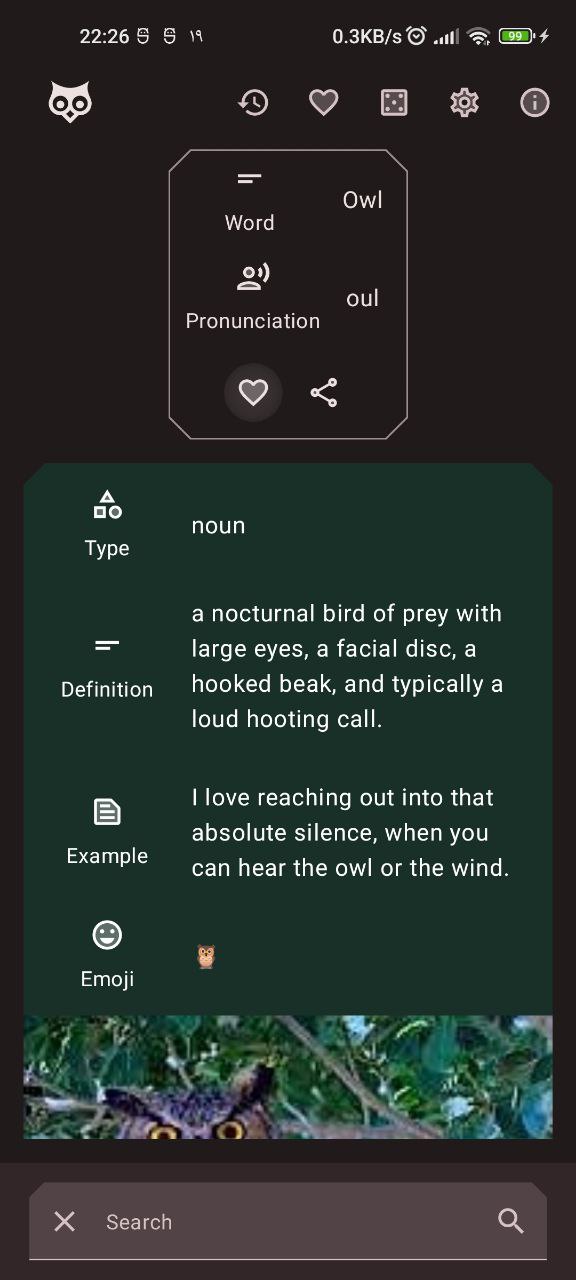 22:26 ١٩ 0.3KB/s 99
Word
Owl
Pronunciation
oul
Type
noun
Definition
a nocturnal bird of prey with
large eyes, a facial disc, a
hooked beak, and typically a
loud hooting call.
Example
I love reaching out into that
absolute silence, when you
can hear the owl or the wind.
Emoji
🦉
Search